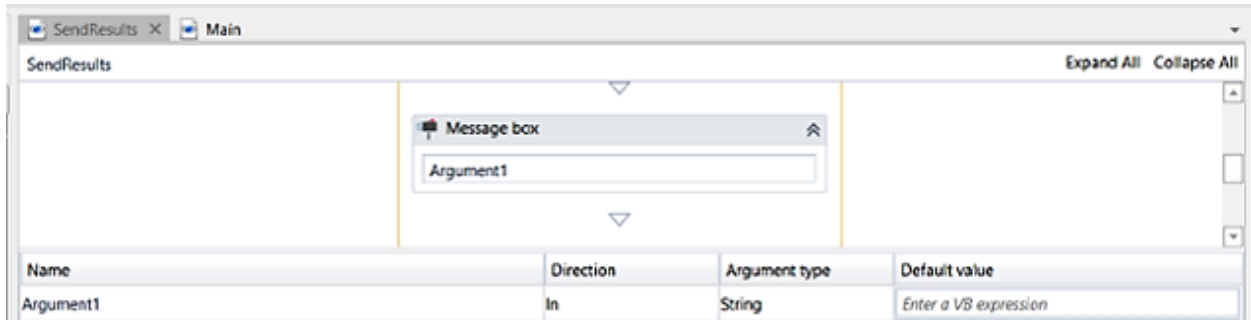 SendResults Main
SendResults Expand All Collapse All
Message box
Argument1
Name Direction Argument type Default value
Argument1 In String Enter a VB expression